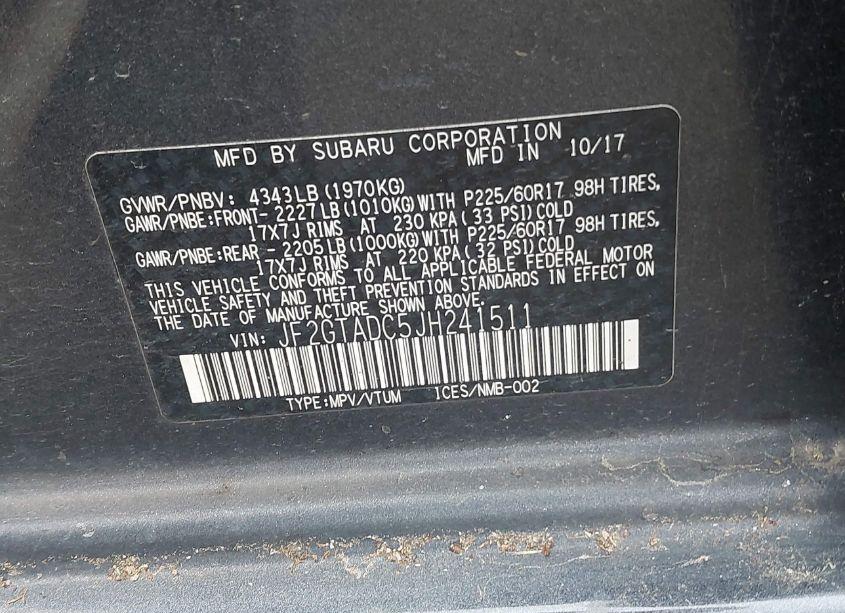 MFD BY SUBARU CORPORATION
MFD IN 10/17
GVWR/PNBV: 4343LB(1970KG)
GAWR/PNBE:FRONT-2227LB(1010KG)WITH P225/60R17 98H TIRES,
17X7J RIMS AT 230 KPA(33 PSI)COLD
GAWR/PNBE:REAR -2205LB(1000KG)WITH P225/60R17 98H TIRES,
17X7J RIMS AT 220 KPA(32 PSI)COLD
THIS VEHICLE CONFORMS TO ALL APPLICABLE FEDERAL MOTOR
VEHICLE SAFETY AND THEFT PREVENTION STANDARDS IN EFFECT ON
THE DATE OF MANUFACTURE SHOWN ABOVE.
VIN: JF2GTADC5JH241511
TYPE:MPV/VTUM ICES/NMB-002